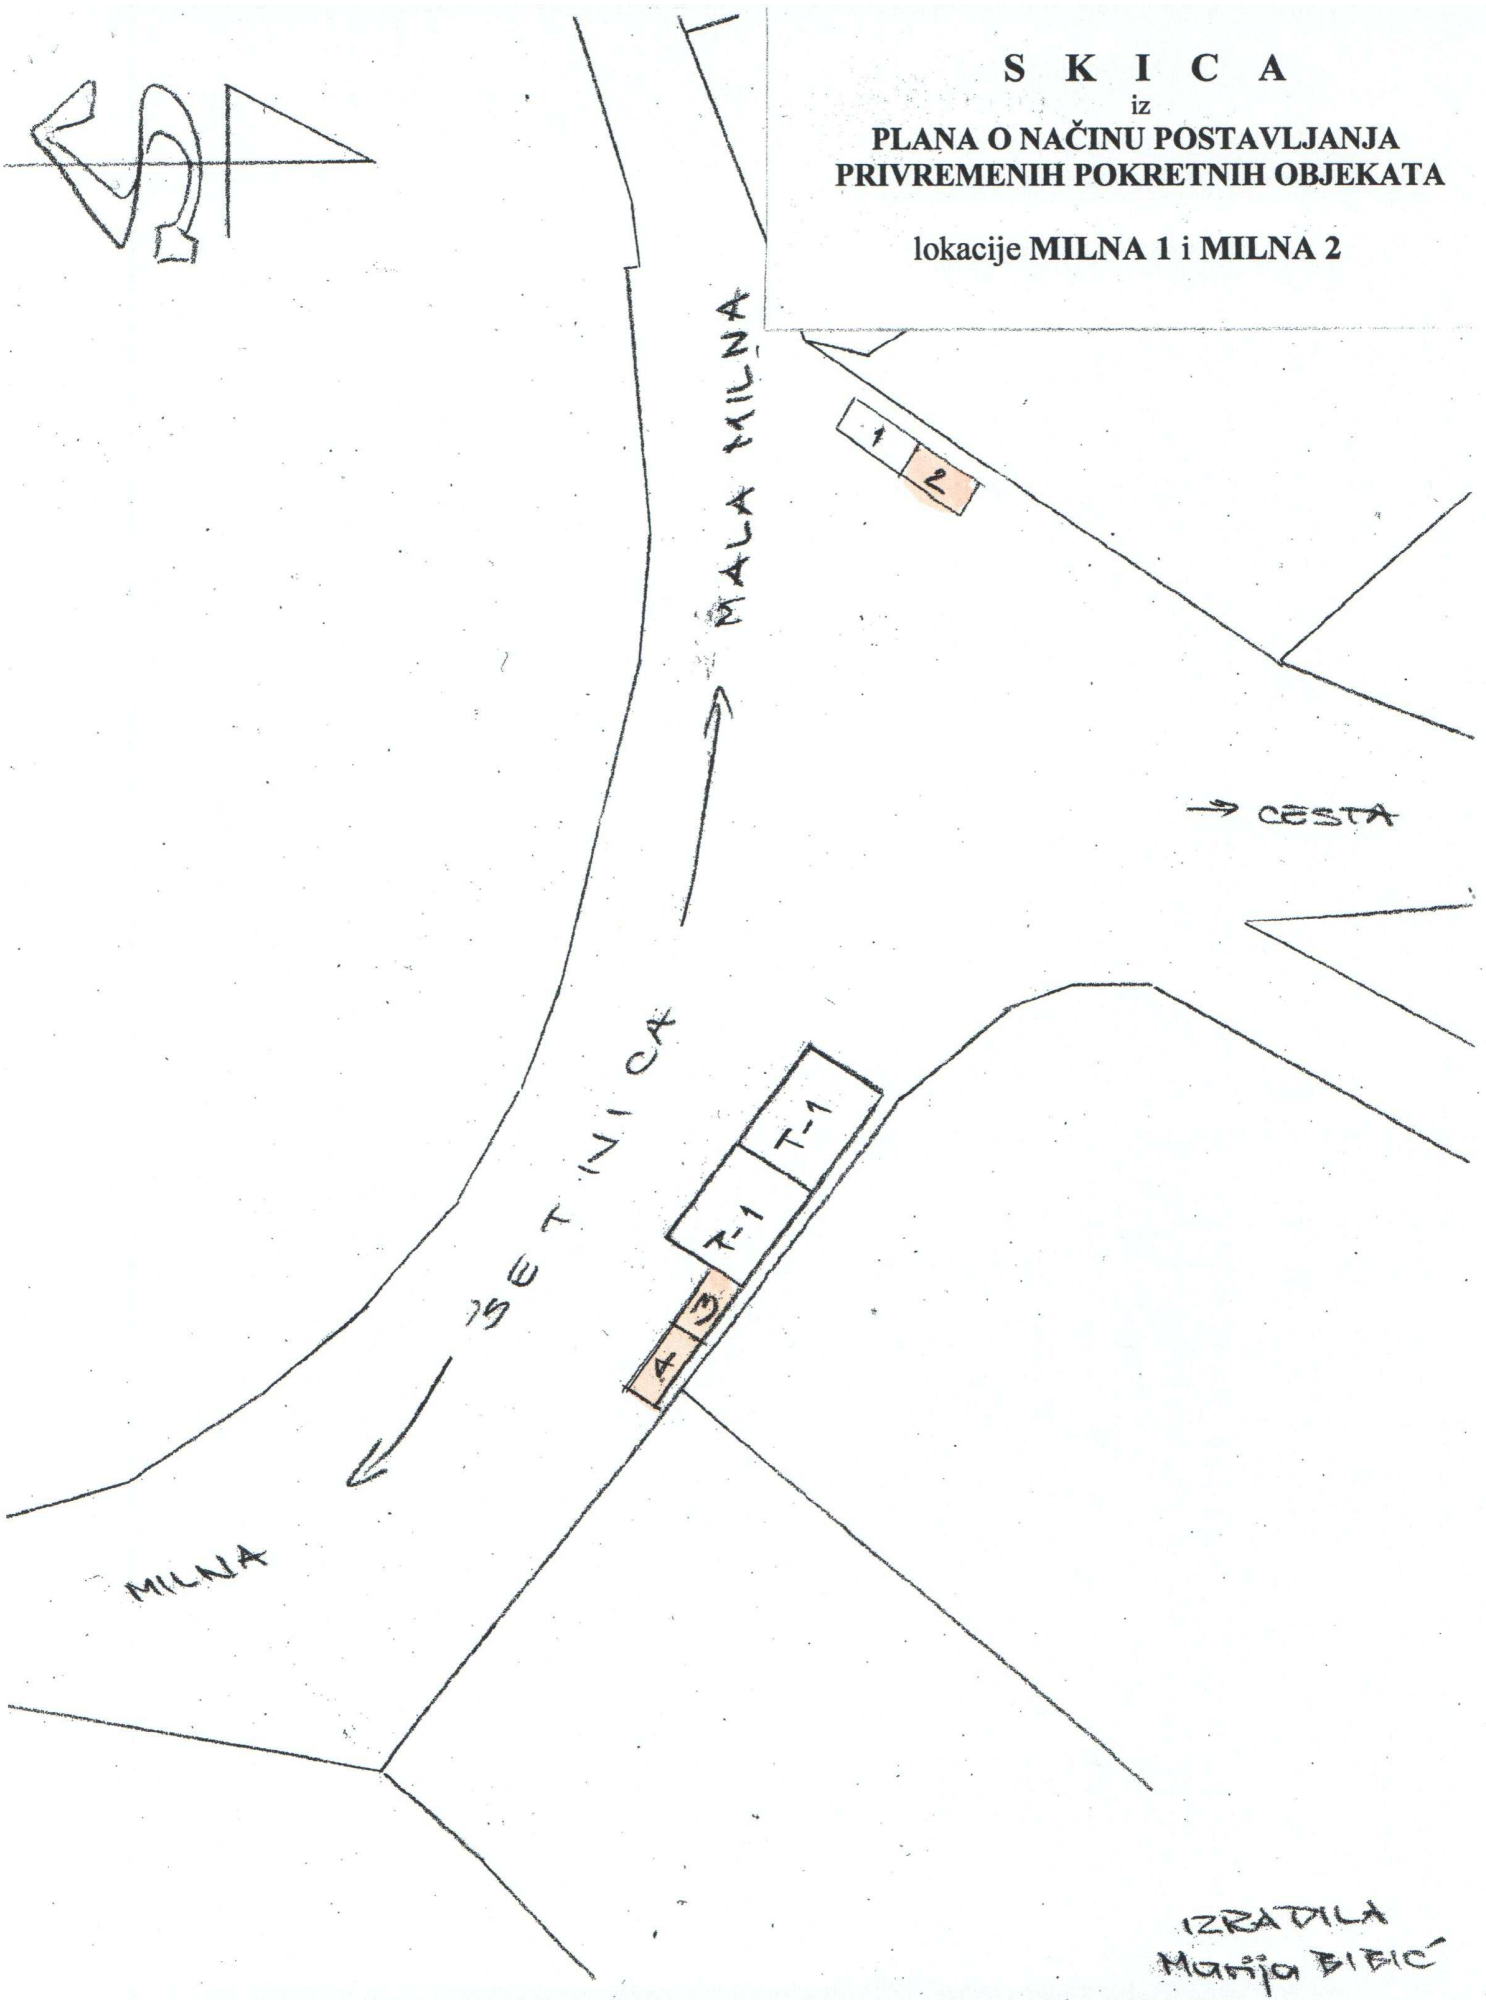 S K I C A
iz
PLANA O NAČINU POSTAVLJANJA
PRIVREMENIH POKRETNIH OBJEKATA
lokacije MILNA 1 i MILNA 2
MALA MILNA
1
2
→ CESTA
ŠETNICA
T-1
T-1
3
4
MILNA
IZRADILA
Marija BIBIĆ